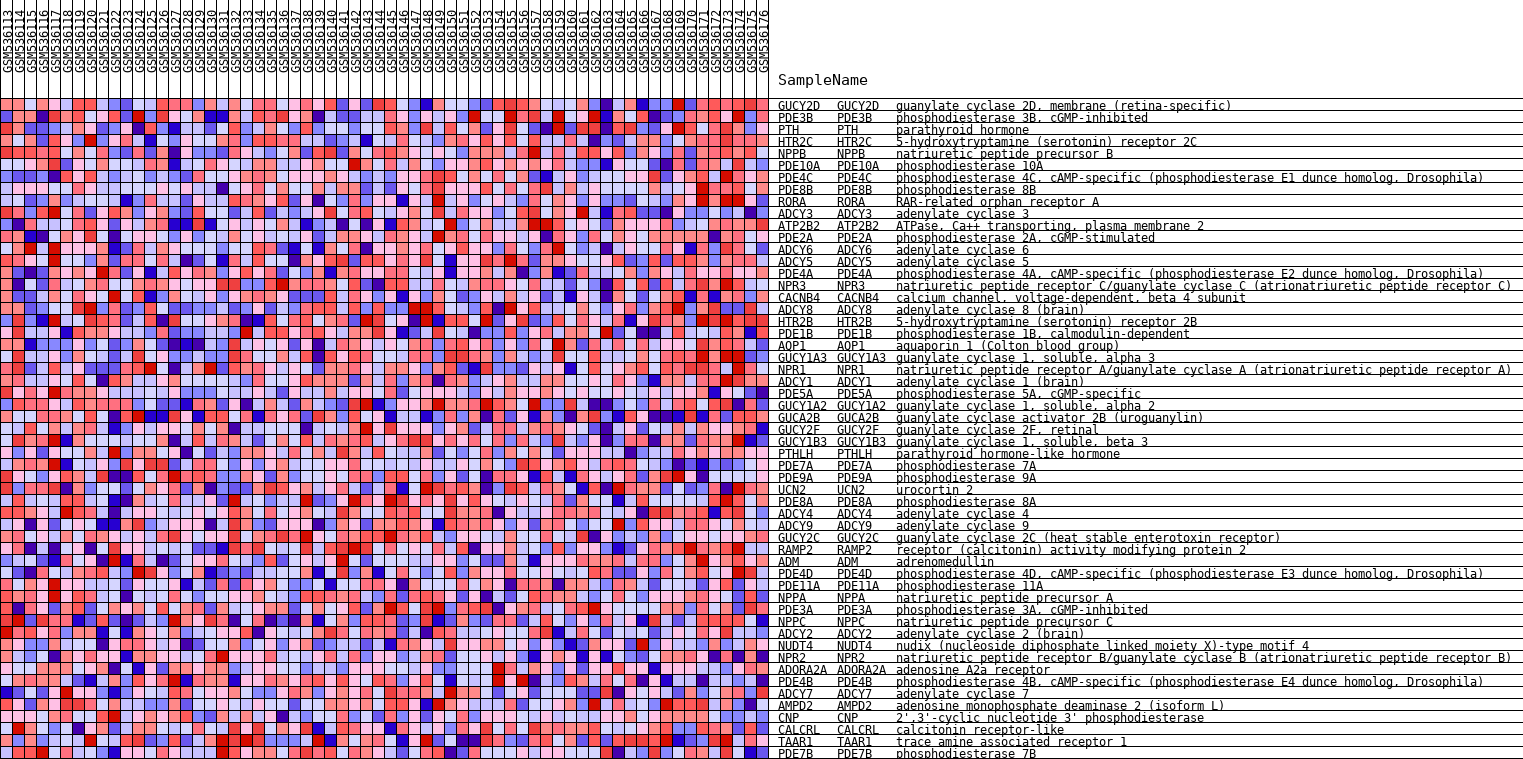 GSM536113 GSM536114 GSM536115 GSM536116 GSM536117 GSM536118 GSM536119 GSM536120 GSM536121 GSM536122 GSM536123 GSM536124 GSM536125 GSM536126 GSM536127 GSM536128 GSM536129 GSM536130 GSM536131 GSM536132 GSM536133 GSM536134 GSM536135 GSM536136 GSM536137 GSM536138 GSM536139 GSM536140 GSM536141 GSM536142 GSM536143 GSM536144 GSM536145 GSM536146 GSM536147 GSM536148 GSM536149 GSM536150 GSM536151 GSM536152 GSM536153 GSM536154 GSM536155 GSM536156 GSM536157 GSM536158 GSM536159 GSM536160 GSM536161 GSM536162 GSM536163 GSM536164 GSM536165 GSM536166 GSM536167 GSM536168 GSM536169 GSM536170 GSM536171 GSM536172 GSM536173 GSM536174 GSM536175 GSM536176
SampleName
GUCY2D GUCY2D guanylate cyclase 2D, membrane (retina-specific)
PDE3B PDE3B phosphodiesterase 3B, cGMP-inhibited
PTH PTH parathyroid hormone
HTR2C HTR2C 5-hydroxytryptamine (serotonin) receptor 2C
NPPB NPPB natriuretic peptide precursor B
PDE10A PDE10A phosphodiesterase 10A
PDE4C PDE4C phosphodiesterase 4C, cAMP-specific (phosphodiesterase E1 dunce homolog, Drosophila)
PDE8B PDE8B phosphodiesterase 8B
RORA RORA RAR-related orphan receptor A
ADCY3 ADCY3 adenylate cyclase 3
ATP2B2 ATP2B2 ATPase, Ca++ transporting, plasma membrane 2
PDE2A PDE2A phosphodiesterase 2A, cGMP-stimulated
ADCY6 ADCY6 adenylate cyclase 6
ADCY5 ADCY5 adenylate cyclase 5
PDE4A PDE4A phosphodiesterase 4A, cAMP-specific (phosphodiesterase E2 dunce homolog, Drosophila)
NPR3 NPR3 natriuretic peptide receptor C/guanylate cyclase C (atrionatriuretic peptide receptor C)
CACNB4 CACNB4 calcium channel, voltage-dependent, beta 4 subunit
ADCY8 ADCY8 adenylate cyclase 8 (brain)
HTR2B HTR2B 5-hydroxytryptamine (serotonin) receptor 2B
PDE1B PDE1B phosphodiesterase 1B, calmodulin-dependent
AQP1 AQP1 aquaporin 1 (Colton blood group)
GUCY1A3 GUCY1A3 guanylate cyclase 1, soluble, alpha 3
NPR1 NPR1 natriuretic peptide receptor A/guanylate cyclase A (atrionatriuretic peptide receptor A)
ADCY1 ADCY1 adenylate cyclase 1 (brain)
PDE5A PDE5A phosphodiesterase 5A, cGMP-specific
GUCY1A2 GUCY1A2 guanylate cyclase 1, soluble, alpha 2
GUCA2B GUCA2B guanylate cyclase activator 2B (uroguanylin)
GUCY2F GUCY2F guanylate cyclase 2F, retinal
GUCY1B3 GUCY1B3 guanylate cyclase 1, soluble, beta 3
PTHLH PTHLH parathyroid hormone-like hormone
PDE7A PDE7A phosphodiesterase 7A
PDE9A PDE9A phosphodiesterase 9A
UCN2 UCN2 urocortin 2
PDE8A PDE8A phosphodiesterase 8A
ADCY4 ADCY4 adenylate cyclase 4
ADCY9 ADCY9 adenylate cyclase 9
GUCY2C GUCY2C guanylate cyclase 2C (heat stable enterotoxin receptor)
RAMP2 RAMP2 receptor (calcitonin) activity modifying protein 2
ADM ADM adrenomedullin
PDE4D PDE4D phosphodiesterase 4D, cAMP-specific (phosphodiesterase E3 dunce homolog, Drosophila)
PDE11A PDE11A phosphodiesterase 11A
NPPA NPPA natriuretic peptide precursor A
PDE3A PDE3A phosphodiesterase 3A, cGMP-inhibited
NPPC NPPC natriuretic peptide precursor C
ADCY2 ADCY2 adenylate cyclase 2 (brain)
NUDT4 NUDT4 nudix (nucleoside diphosphate linked moiety X)-type motif 4
NPR2 NPR2 natriuretic peptide receptor B/guanylate cyclase B (atrionatriuretic peptide receptor B)
ADORA2A ADORA2A adenosine A2a receptor
PDE4B PDE4B phosphodiesterase 4B, cAMP-specific (phosphodiesterase E4 dunce homolog, Drosophila)
ADCY7 ADCY7 adenylate cyclase 7
AMPD2 AMPD2 adenosine monophosphate deaminase 2 (isoform L)
CNP CNP 2',3'-cyclic nucleotide 3' phosphodiesterase
CALCRL CALCRL calcitonin receptor-like
TAAR1 TAAR1 trace amine associated receptor 1
PDE7B PDE7B phosphodiesterase 7B